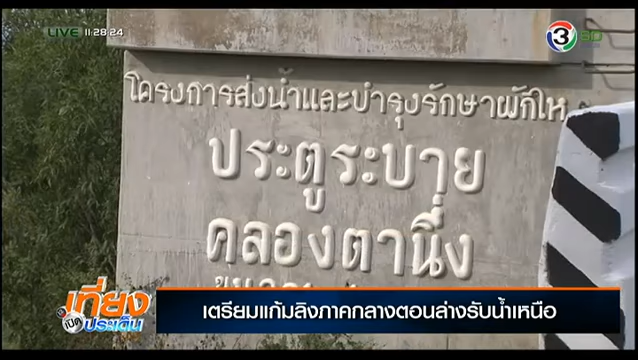 LIVE 11:28:24
3
โครงการส่งน้ำและบำรุงรักษาผักไห่
ประตูระบาย
คลองตานึ่ง
เที่ยง
เปิด
ประเด็น
เตรียมแก้มลิงภาคกลางตอนล่างรับน้ำเหนือ